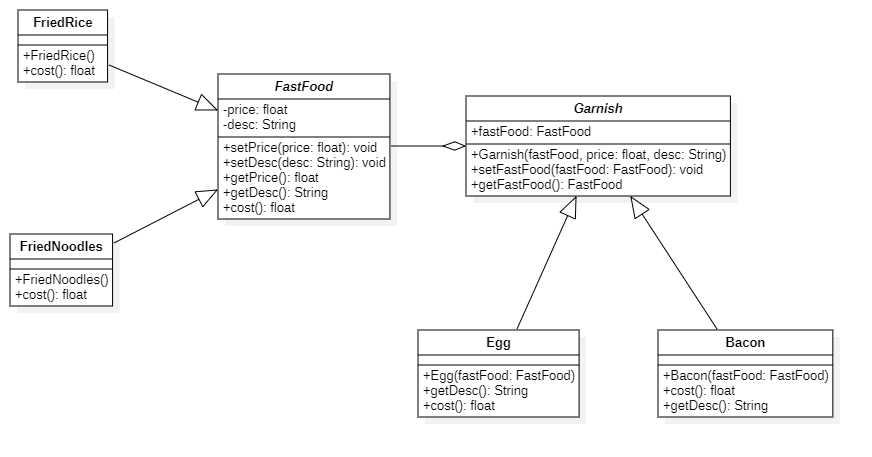 FriedRice
+FriedRice()
+cost(): float
FastFood
-price: float
-desc: String
+setPrice(price: float): void
+setDesc(desc: String): void
+getPrice(): float
+getDesc(): String
+cost(): float
Garnish
+fastFood: FastFood
+Garnish(fastFood, price: float, desc: String)
+setFastFood(fastFood: FastFood): void
+getFastFood(): FastFood
FriedNoodles
+FriedNoodles()
+cost(): float
Egg
+Egg(fastFood: FastFood)
+getDesc(): String
+cost(): float
Bacon
+Bacon(fastFood: FastFood)
+cost(): float
+getDesc(): String